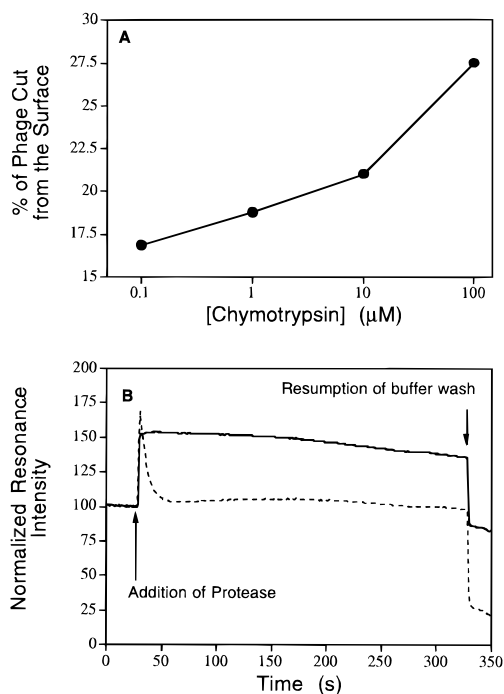 A
% of Phage Cut
from the Surface
30
27.5
25
22.5
20
17.5
15
0.1
1
10
100
[Chymotrypsin] (μM)
B
Normalized Resonance
Intensity
200
175
150
125
100
75
50
25
0
Resumption of buffer wash
Addition of Protease
0
50
100
150
200
250
300
350
Time (s)